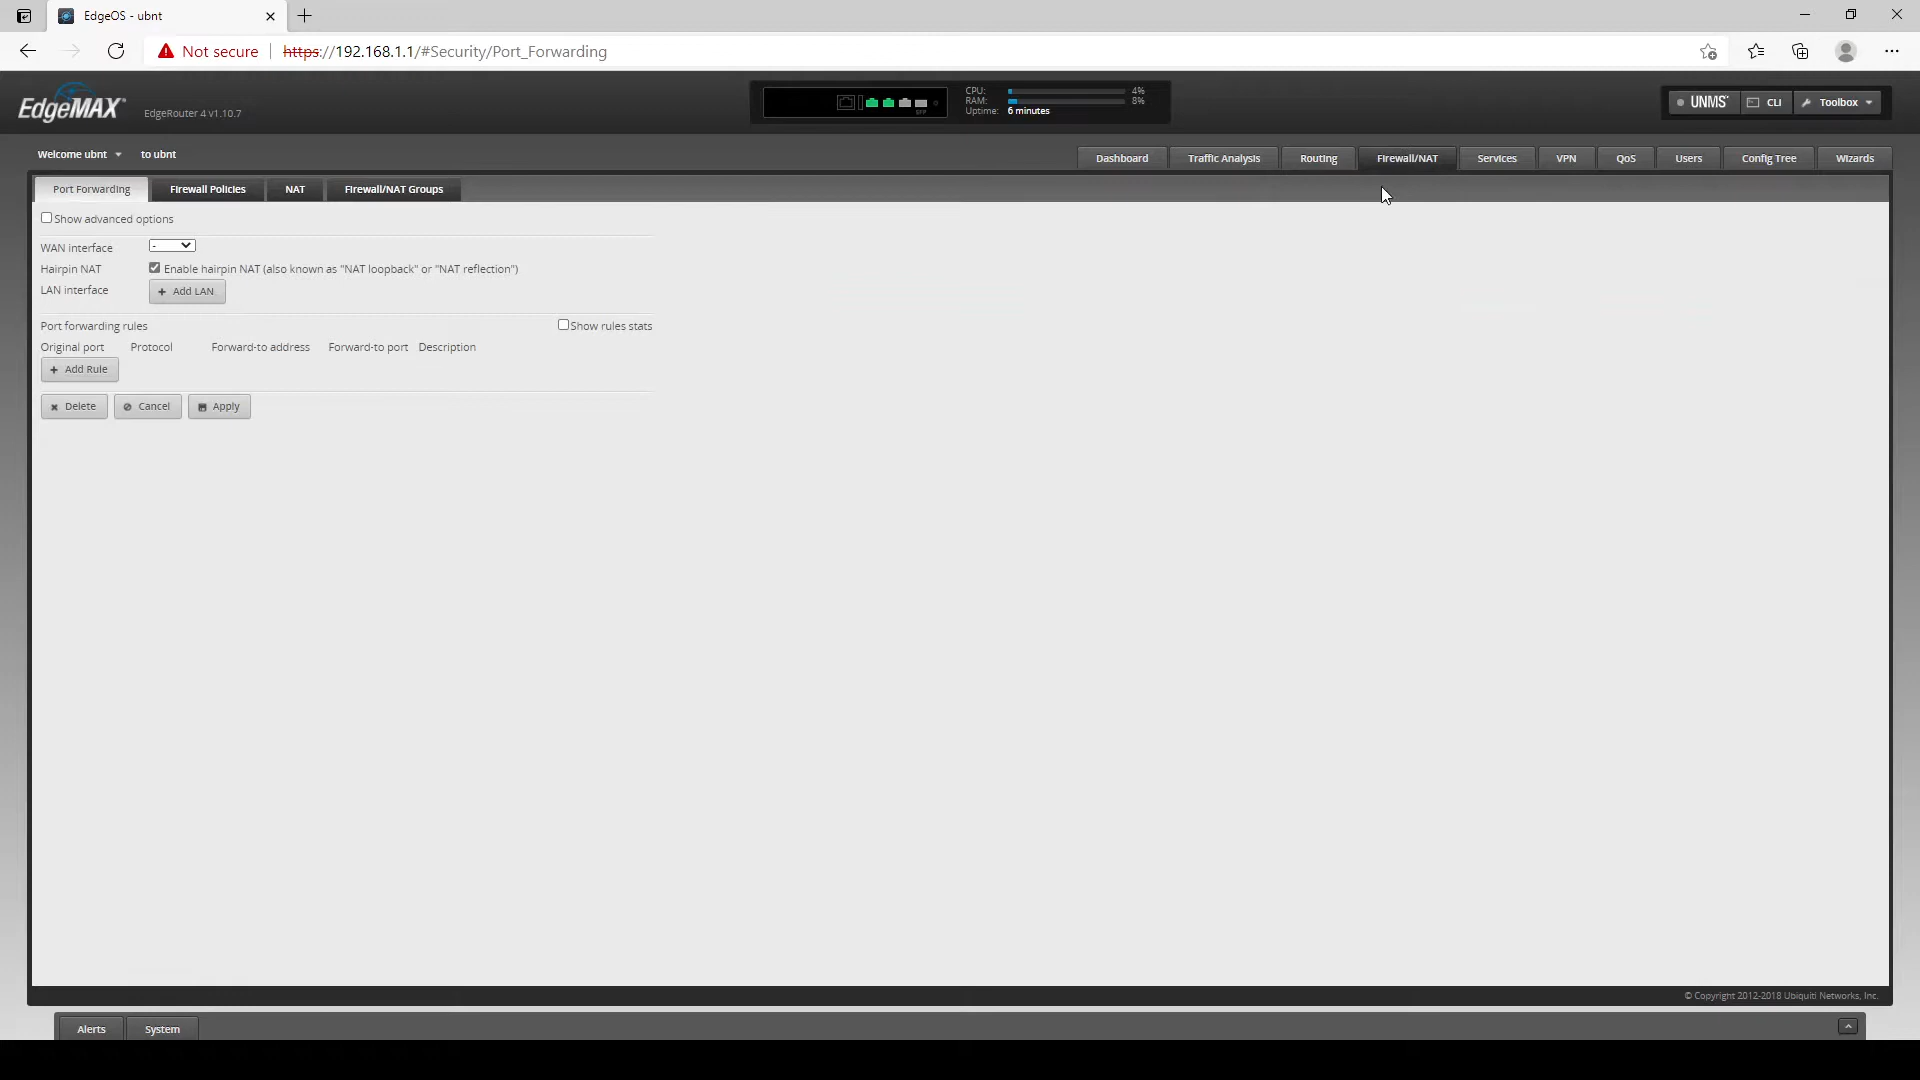 EdgeOS - ubnt
Not secure
https://192.168.1.1/#Security/Port_Forwarding
EdgeMAX
EdgeRouter 4 v1.10.7
CPU: 4%
RAM: 8%
Uptime: 6 minutes
UNMS CLI Toolbox
Welcome ubnt to ubnt
Dashboard Traffic Analysis Routing Firewall/NAT Services VPN QoS Users Config Tree Wizards
Port Forwarding Firewall Policies NAT Firewall/NAT Groups
Show advanced options
WAN interface -
Hairpin NAT Enable hairpin NAT (also known as "NAT loopback" or "NAT reflection")
LAN interface + Add LAN
Port forwarding rules Show rules stats
Original port Protocol Forward-to address Forward-to port Description
+ Add Rule
Delete Cancel Apply
© Copyright 2012-2018 Ubiquiti Networks, Inc.
Alerts System